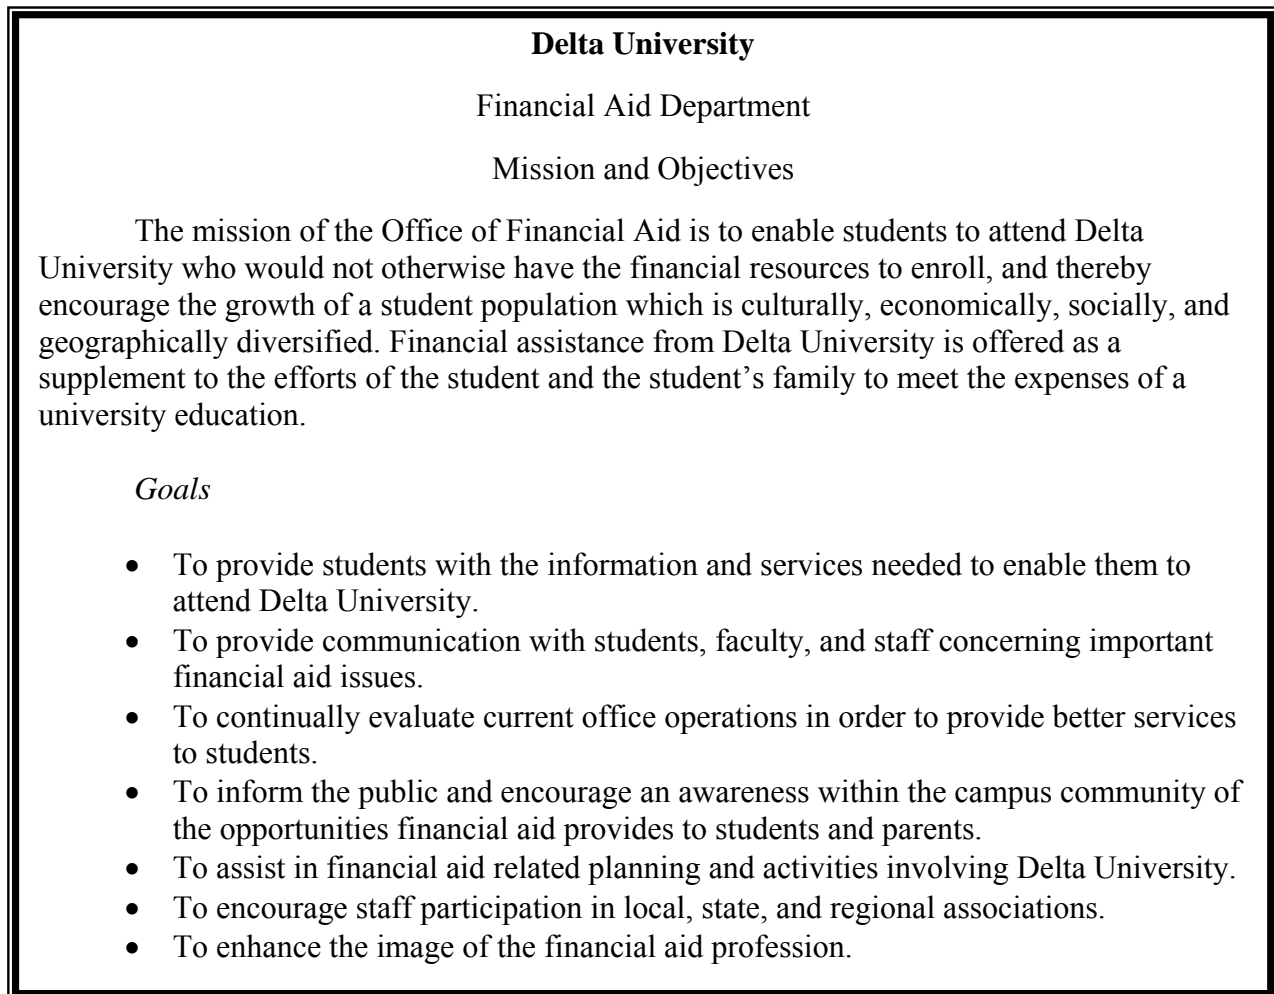 Delta University
Financial Aid Department
Mission and Objectives
The mission of the Office of Financial Aid is to enable students to attend Delta
University who would not otherwise have the financial resources to enroll, and thereby
encourage the growth of a student population which is culturally, economically, socially, and
geographically diversified. Financial assistance from Delta University is offered as a
supplement to the efforts of the student and the student’s family to meet the expenses of a
university education.
Goals
• To provide students with the information and services needed to enable them to
attend Delta University.
• To provide communication with students, faculty, and staff concerning important
financial aid issues.
• To continually evaluate current office operations in order to provide better services
to students.
• To inform the public and encourage an awareness within the campus community of
the opportunities financial aid provides to students and parents.
• To assist in financial aid related planning and activities involving Delta University.
• To encourage staff participation in local, state, and regional associations.
• To enhance the image of the financial aid profession.